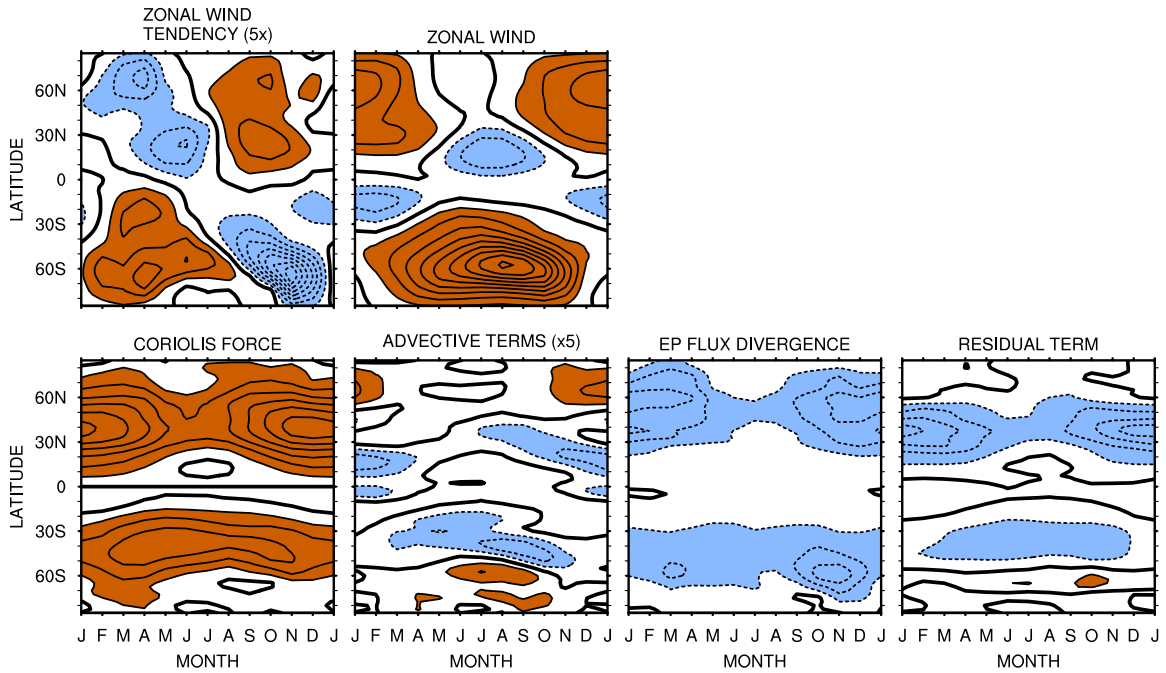 ZONAL WIND
TENDENCY (5x)
ZONAL WIND
LATITUDE
60N
30N
0
30S
60S
CORIOLIS FORCE
ADVECTIVE TERMS (x5)
EP FLUX DIVERGENCE
RESIDUAL TERM
LATITUDE
60N
30N
0
30S
60S
J F M A M J J A S O N D J
J F M A M J J A S O N D J
J F M A M J J A S O N D J
J F M A M J J A S O N D J
MONTH
MONTH
MONTH
MONTH